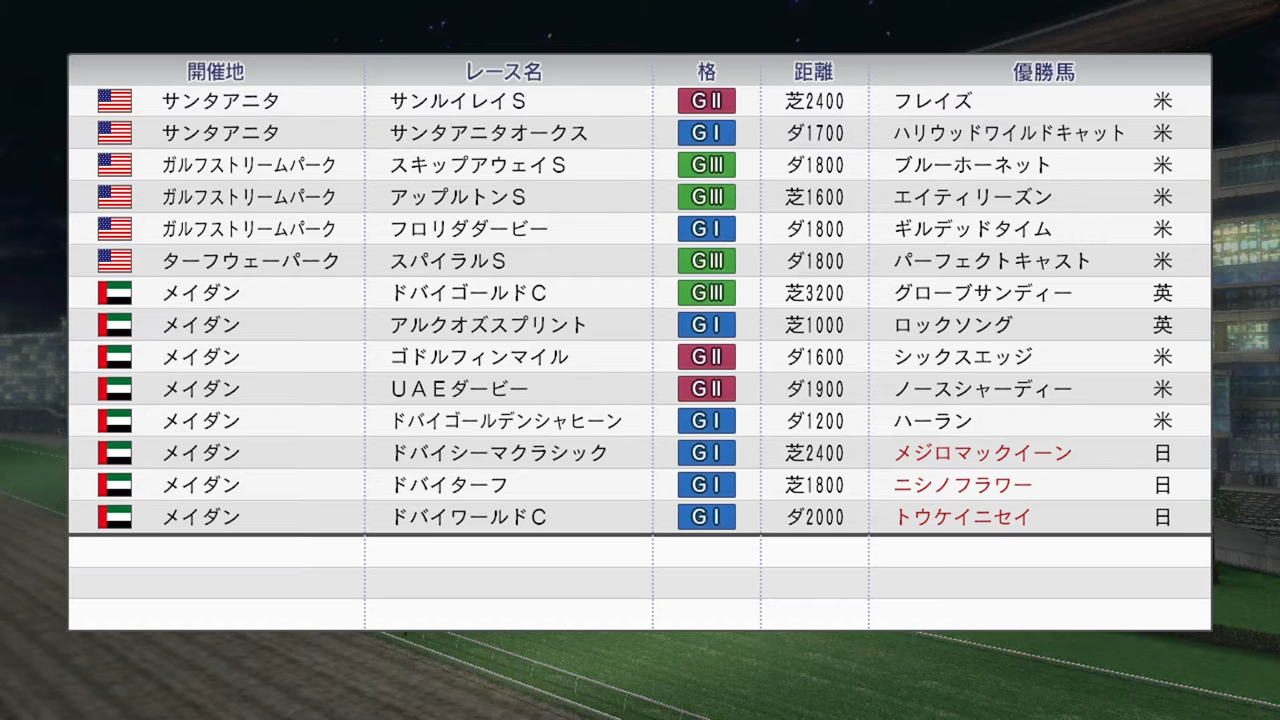 開催地 レース名 格 距離 優勝馬
サンタアニタ サンルイレイＳ GⅡ 芝2400 フレイズ 米
サンタアニタ サンタアニタオークス GⅠ ダ1700 ハリウッドワイルドキャット 米
ガルフストリームパーク スキップアウェイＳ GⅢ ダ1800 ブルーホーネット 米
ガルフストリームパーク アップルトンＳ GⅢ 芝1600 エイティリーズン 米
ガルフストリームパーク フロリダダービー GⅠ ダ1800 ギルデッドタイム 米
ターフウェーパーク スパイラルＳ GⅢ ダ1800 パーフェクトキャスト 米
メイダン ドバイゴールドＣ GⅢ 芝3200 グローブサンディー 英
メイダン アルクオズスプリント GⅠ 芝1000 ロックソング 英
メイダン ゴドルフィンマイル GⅡ ダ1600 シックスエッジ 米
メイダン ＵＡＥダービー GⅡ ダ1900 ノースシャーディー 米
メイダン ドバイゴールデンシャヒーン GⅠ ダ1200 ハーラン 米
メイダン ドバイシーマクラシック GⅠ 芝2400 メジロマックイーン 日
メイダン ドバイターフ GⅠ 芝1800 ニシノフラワー 日
メイダン ドバイワールドＣ GⅠ ダ2000 トウケイニセイ 日